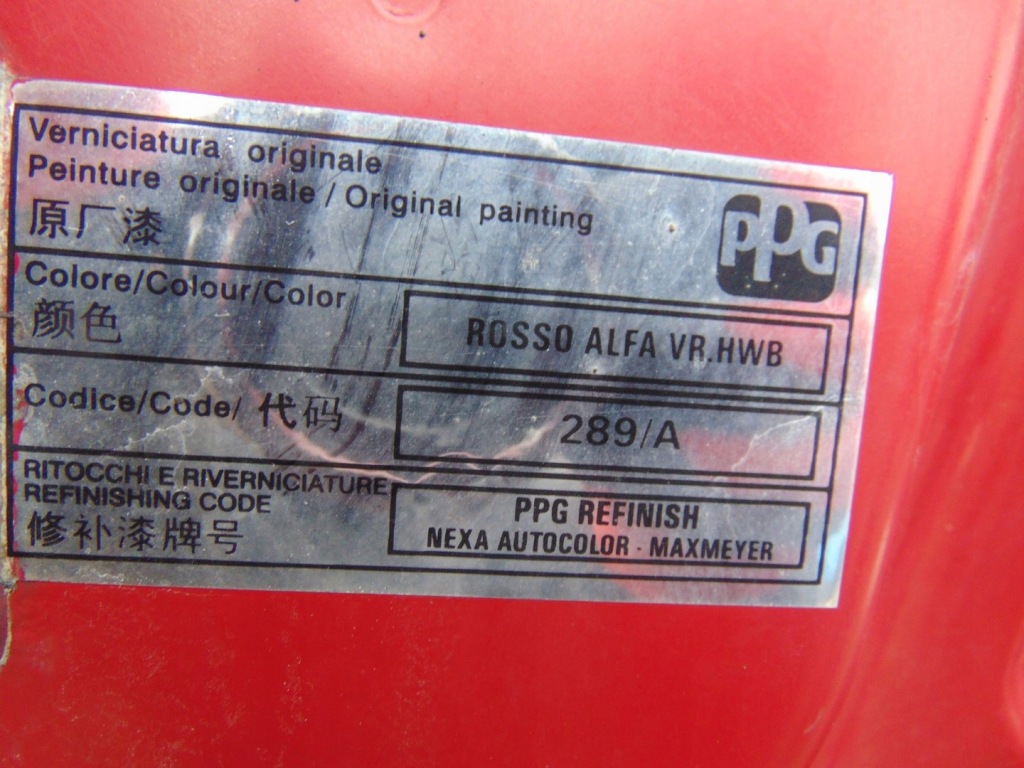 Verniciatura originale
Peinture originale / Original painting
原厂漆
PPG
Colore/Colour/Color
颜色
ROSSO ALFA VR.HWB
Codice/Code/ 代码
289/A
RITOCCHI E RIVERNICIATURE
REFINISHING CODE
修补漆牌号
PPG REFINISH
NEXA AUTOCOLOR · MAXMEYER